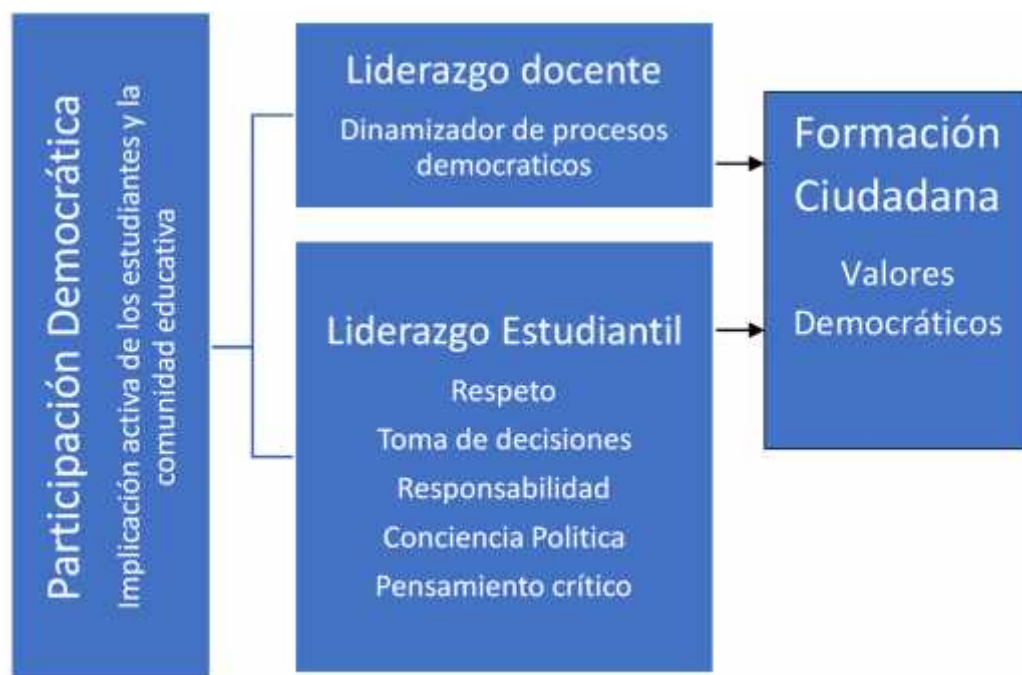 Participación Democrática
Implicación activa de los estudiantes y la
comunidad educativa
Liderazgo docente
Dinamizador de procesos
democraticos
Liderazgo Estudiantil
Respeto
Toma de decisiones
Responsabilidad
Conciencia Politica
Pensamiento crítico
Formación
Ciudadana
Valores
Democráticos